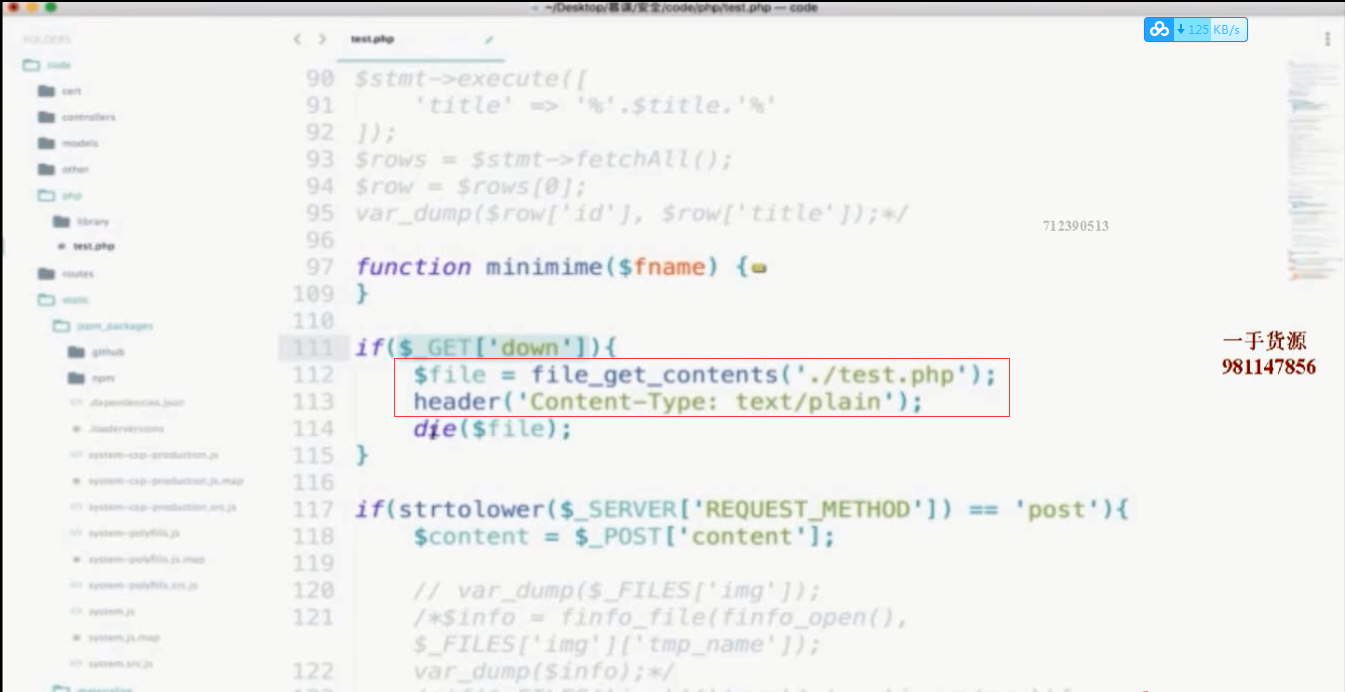 ~/Desktop/慕课/安全/code/php/test.php — code
125 KB/s
FOLDERS
code
cert
controllers
models
other
php
library
test.php
routes
static
jspm_packages
github
npm
.dependencies.json
.loaderversions
system-csp-production.js
system-csp-production.js.map
system-csp-production.src.js
system-polyfills.js
system-polyfills.js.map
system-polyfills.src.js
system.js
system.js.map
system.src.js
materialize
test.php
90 $stmt->execute([
91 'title' => '%'.$title.'%'
92 ]);
93 $rows = $stmt->fetchAll();
94 $row = $rows[0];
95 var_dump($row['id'], $row['title']);*/
96
97 function minimime($fname) {
109 }
110
111 if($_GET['down']){
112 $file = file_get_contents('./test.php');
113 header('Content-Type: text/plain');
114 die($file);
115 }
116
117 if(strtolower($_SERVER['REQUEST_METHOD']) == 'post'){
118 $content = $_POST['content'];
119
120 // var_dump($_FILES['img']);
121 /*$info = finfo_file(finfo_open(),
$_FILES['img']['tmp_name']);
122 var_dump($info);*/
712390513
一手货源
981147856